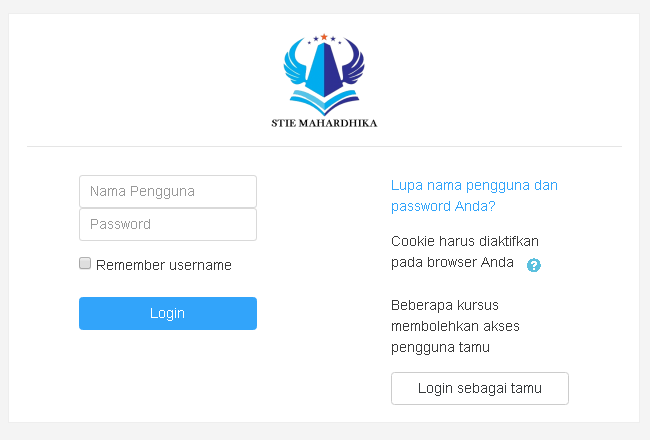 STIE MAHARDHIKA
Nama Pengguna
Password
Remember username
Login
Lupa nama pengguna dan
password Anda?
Cookie harus diaktifkan
pada browser Anda ?
Beberapa kursus
membolehkan akses
pengguna tamu
Login sebagai tamu